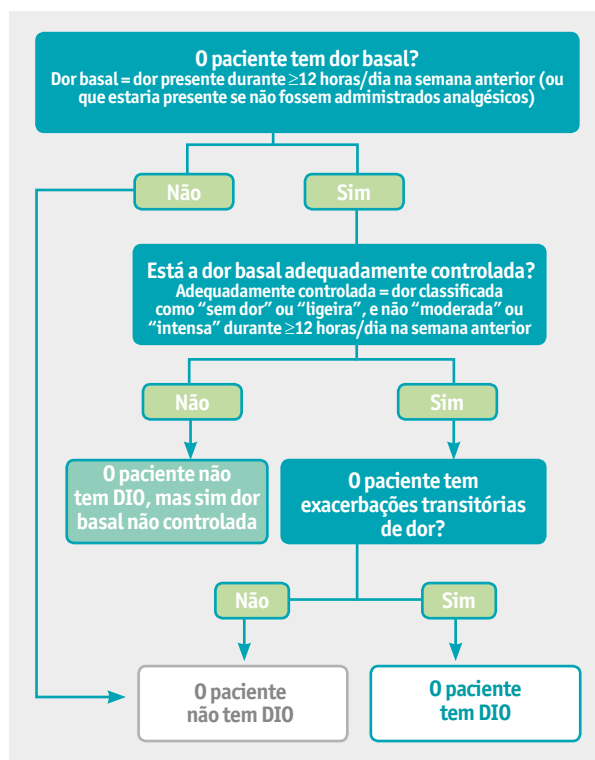 O paciente tem dor basal?
Dor basal = dor presente durante ≥12 horas/dia na semana anterior (ou
que estaria presente se não fossem administrados analgésicos)
Não
Sim
Está a dor basal adequadamente controlada?
Adequadamente controlada = dor classificada
como “sem dor” ou “ligeira”, e não “moderada” ou
“intensa” durante ≥12 horas/dia na semana anterior
Não
Sim
O paciente não
tem DIO, mas sim dor
basal não controlada
O paciente tem
exacerbações transitórias
de dor?
Não
Sim
O paciente
não tem DIO
O paciente
tem DIO